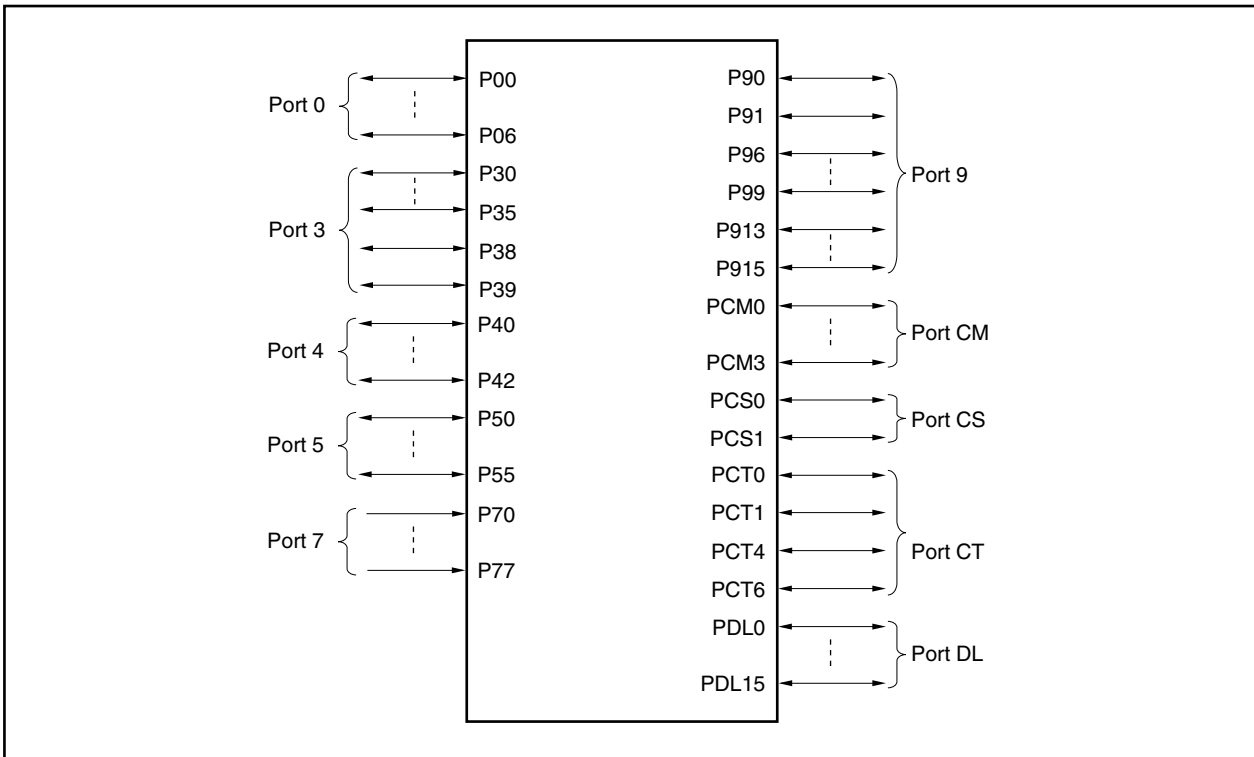 Port 0
P00
P06
Port 3
P30
P35
P38
P39
Port 4
P40
P42
Port 5
P50
P55
Port 7
P70
P77
P90
P91
P96
P99
P913
P915
Port 9
PCM0
PCM3
Port CM
PCS0
PCS1
Port CS
PCT0
PCT1
PCT4
PCT6
Port CT
PDL0
PDL15
Port DL